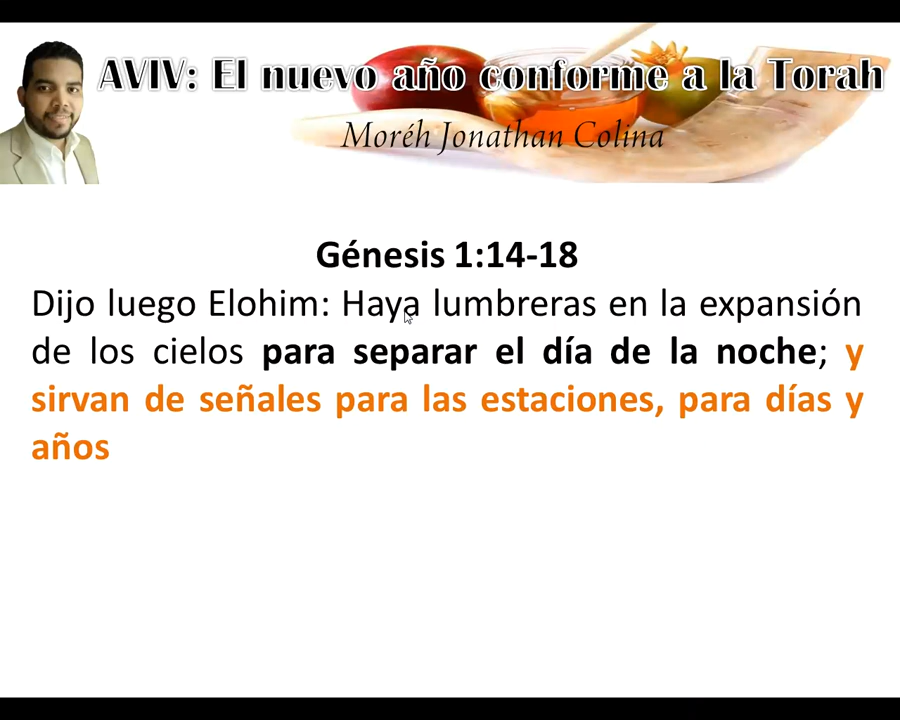 AVIV: El nuevo año conforme a la Torah
Moréh Jonathan Colina
Génesis 1:14-18
Dijo luego Elohim: Haya lumbreras en la expansión
de los cielos para separar el día de la noche; y
sirvan de señales para las estaciones, para días y
años